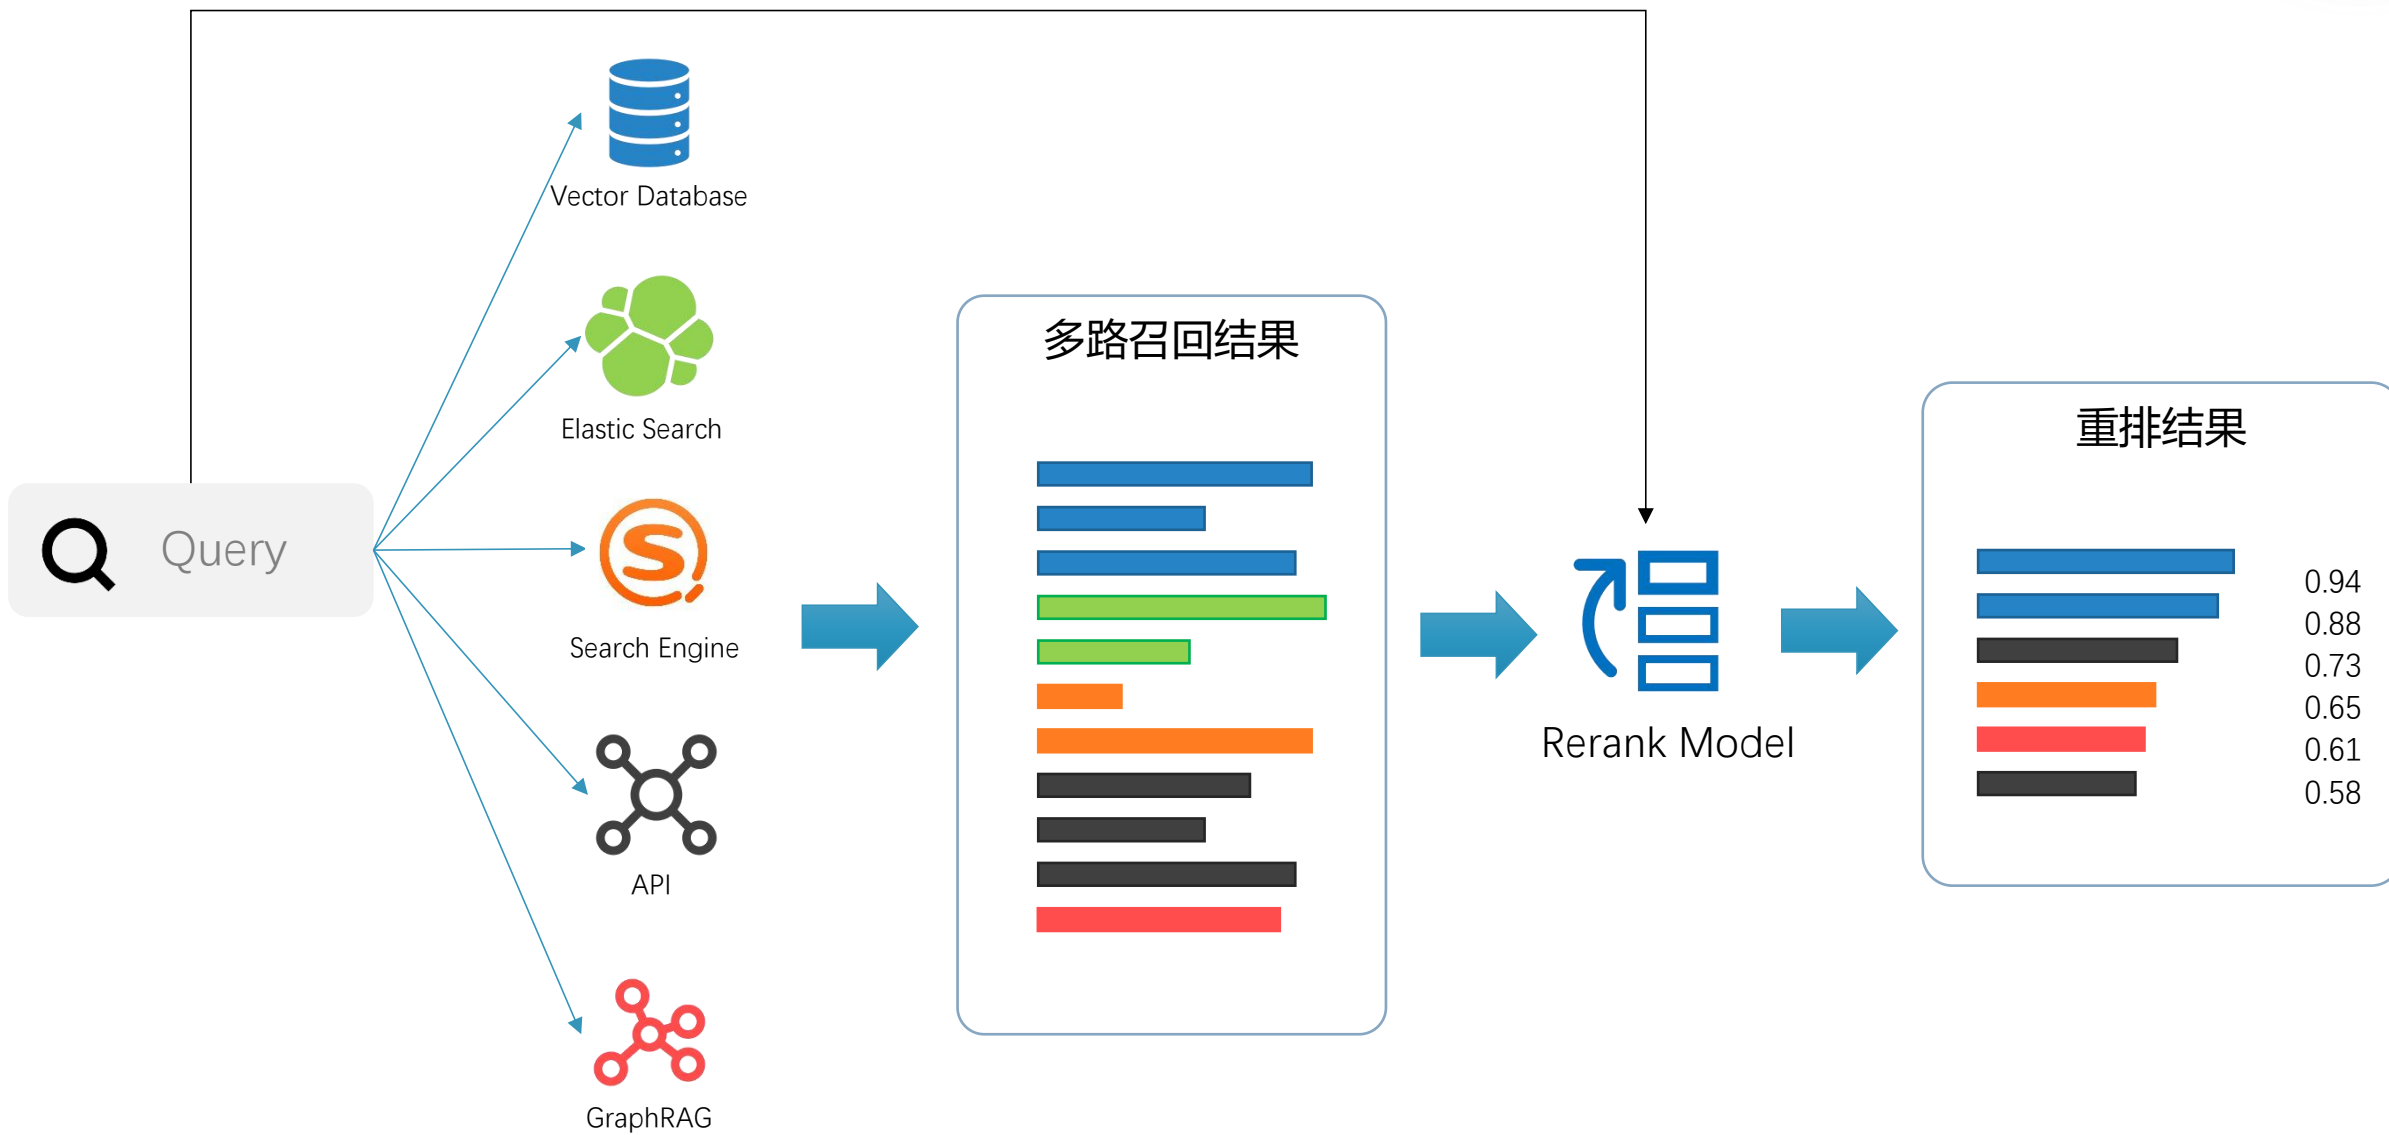 Query
Vector Database
Elastic Search
Search Engine
API
GraphRAG
多路召回结果
Rerank Model
重排结果
0.94
0.88
0.73
0.65
0.61
0.58